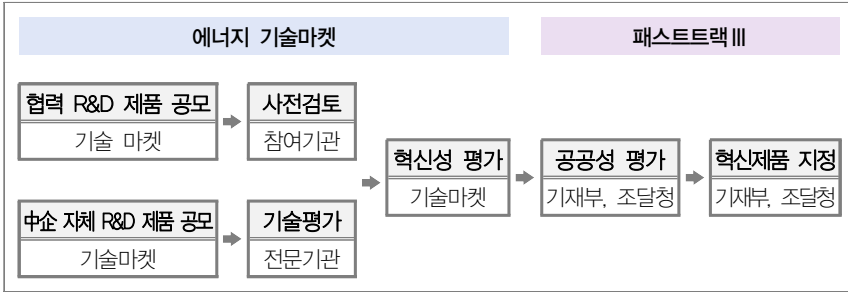 에너지 기술마켓
패스트트랙Ⅲ
협력 R&D 제품 공모
기술 마켓
사전검토
참여기관
中企 자체 R&D 제품 공모
기술마켓
기술평가
전문기관
혁신성 평가
기술마켓
공공성 평가
기재부, 조달청
혁신제품 지정
기재부, 조달청